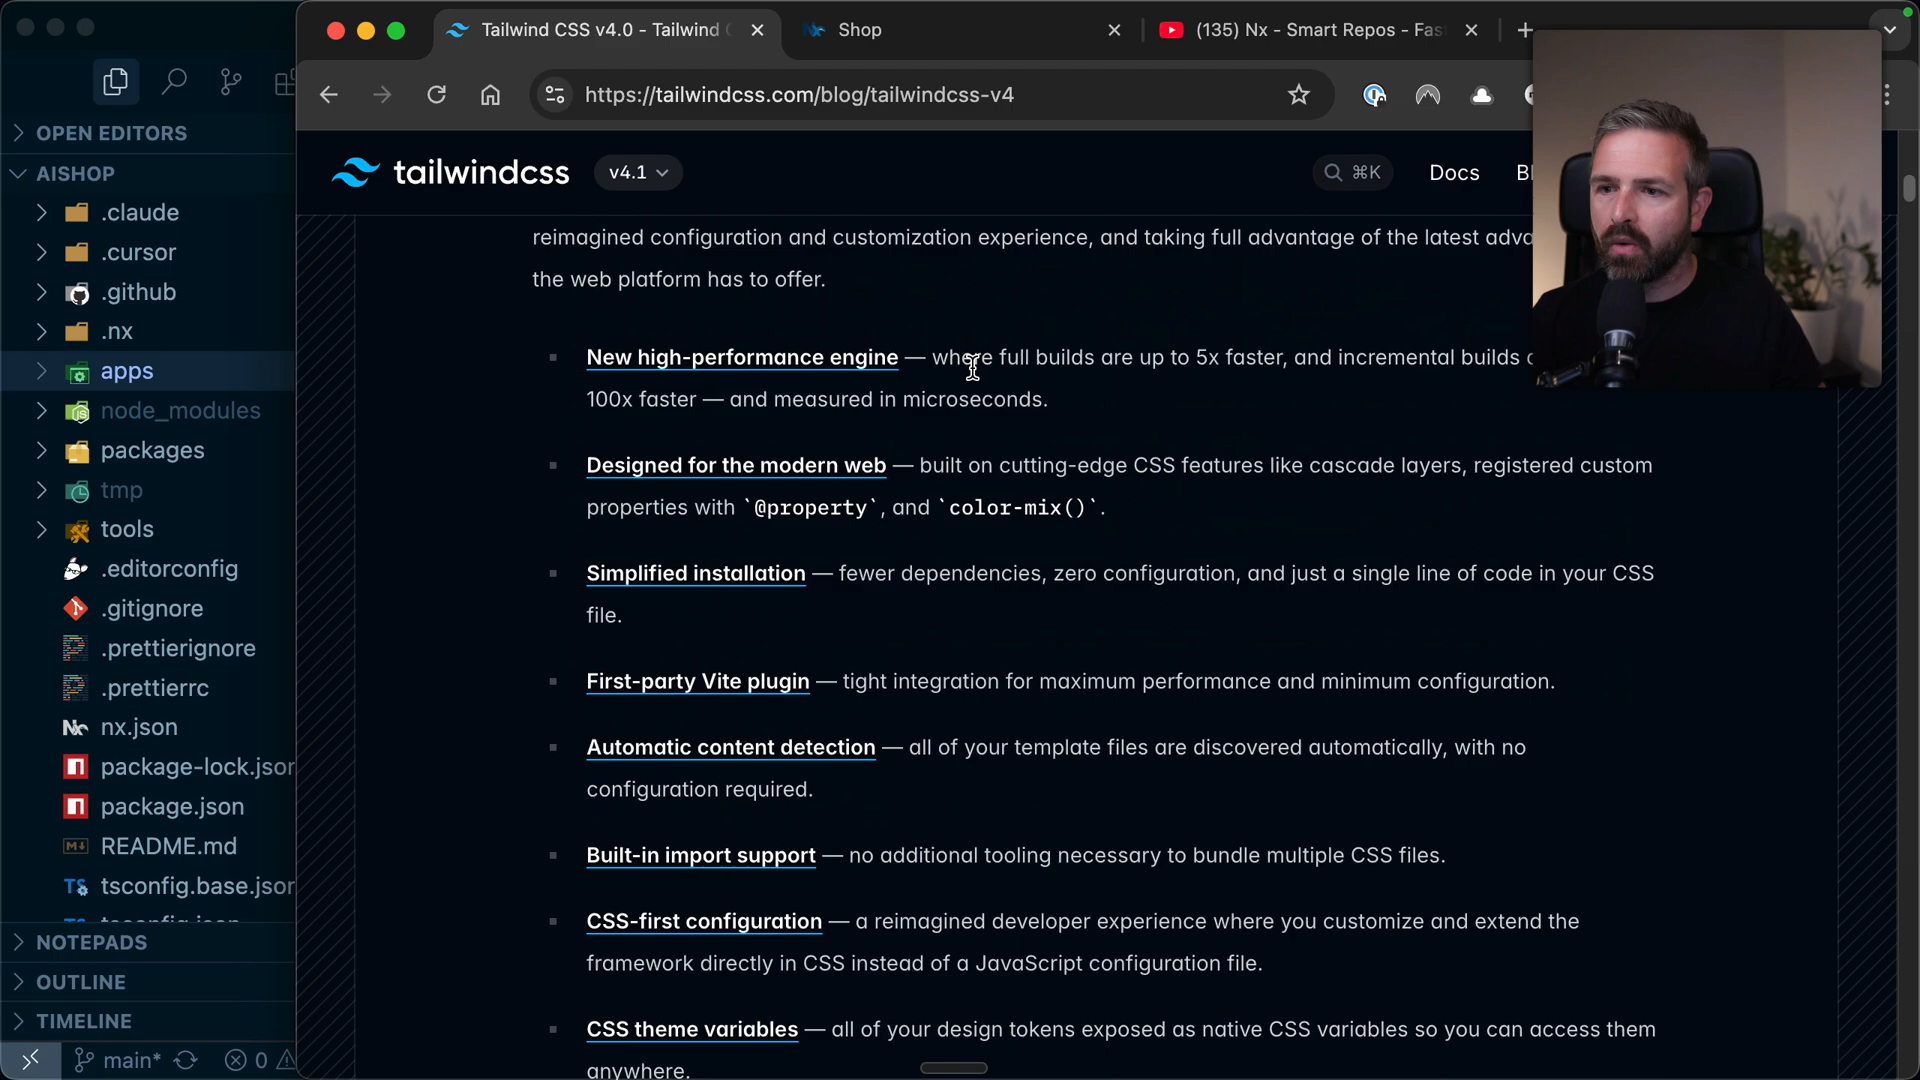 Tailwind CSS v4.0 - Tailwind
Shop
(135) Nx - Smart Repos - Fas
https://tailwindcss.com/blog/tailwindcss-v4
OPEN EDITORS
AISHOP
.claude
.cursor
.github
.nx
apps
node_modules
packages
tmp
tools
.editorconfig
.gitignore
.prettierignore
.prettierrc
nx.json
package-lock.jsor
package.json
README.md
tsconfig.base.jsor
tsconfig.json
NOTEPADS
OUTLINE
TIMELINE
main*
0
tailwindcss
v4.1
⌘K
Docs
Bl
reimagined configuration and customization experience, and taking full advantage of the latest adva
the web platform has to offer.
New high-performance engine — where full builds are up to 5x faster, and incremental builds
100x faster — and measured in microseconds.
Designed for the modern web — built on cutting-edge CSS features like cascade layers, registered custom
properties with `@property`, and `color-mix()`.
Simplified installation — fewer dependencies, zero configuration, and just a single line of code in your CSS
file.
First-party Vite plugin — tight integration for maximum performance and minimum configuration.
Automatic content detection — all of your template files are discovered automatically, with no
configuration required.
Built-in import support — no additional tooling necessary to bundle multiple CSS files.
CSS-first configuration — a reimagined developer experience where you customize and extend the
framework directly in CSS instead of a JavaScript configuration file.
CSS theme variables — all of your design tokens exposed as native CSS variables so you can access them
anywhere.